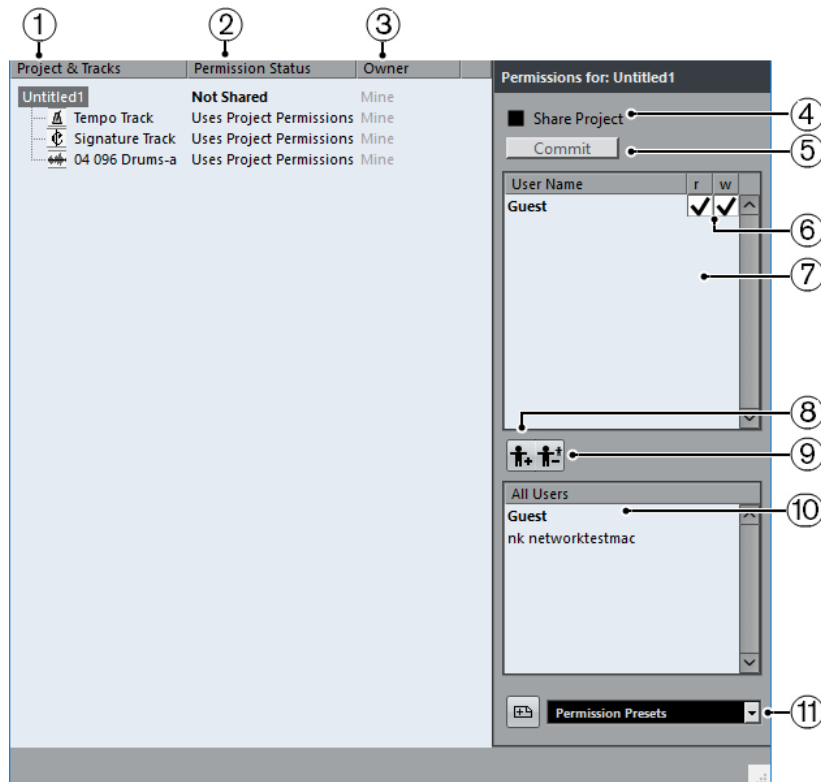 1 2 3
Project & Tracks Permission Status Owner
Untitled1 Not Shared Mine
Tempo Track Uses Project Permissions Mine
Signature Track Uses Project Permissions Mine
04 096 Drums-a Uses Project Permissions Mine
Permissions for: Untitled1
Share Project 4
Commit 5
User Name r w
Guest
6
7
8
9
All Users
Guest 10
nk networktestmac
Permission Presets 11